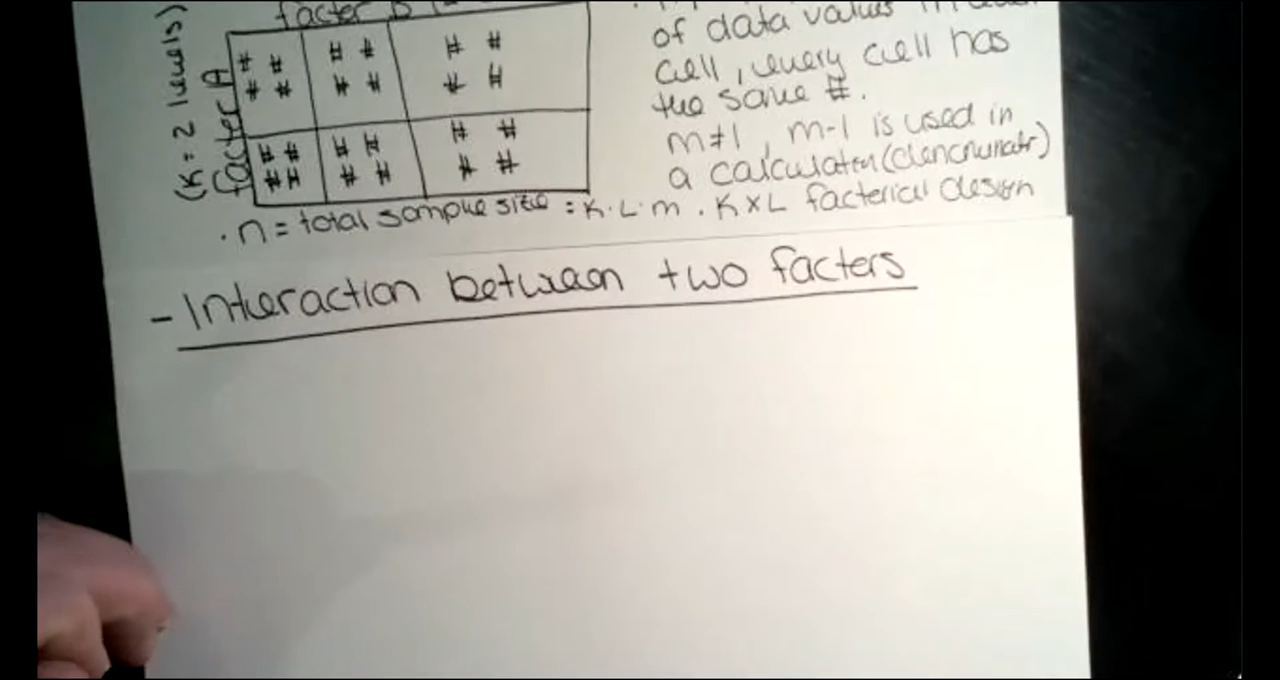 factor B
(K = 2 levels)
factor A
# # # # # #
# # # # # #
# # # # # #
# # # # # #
of data values
cell, every cell has
the same #.
m≠1, m-1 is used in
a calculation (denominator)
· n = total sample size = K·L·m · KxL factorial design
- Interaction between two factors